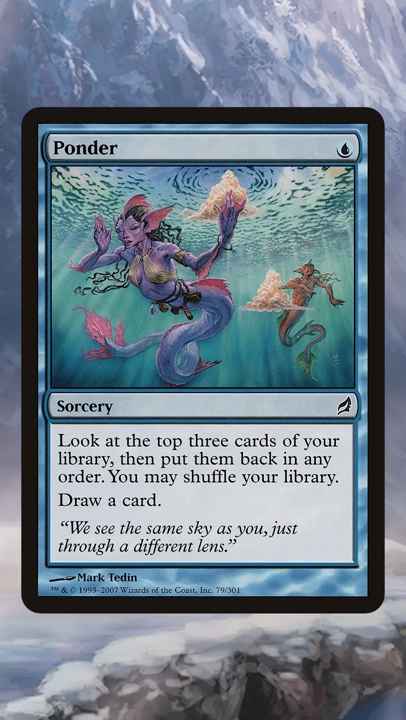 Ponder
Sorcery
Look at the top three cards of your
library, then put them back in any
order. You may shuffle your library.
Draw a card.
“We see the same sky as you, just
through a different lens.”
Mark Tedin
™ & © 1993–2007 Wizards of the Coast, Inc. 79/301